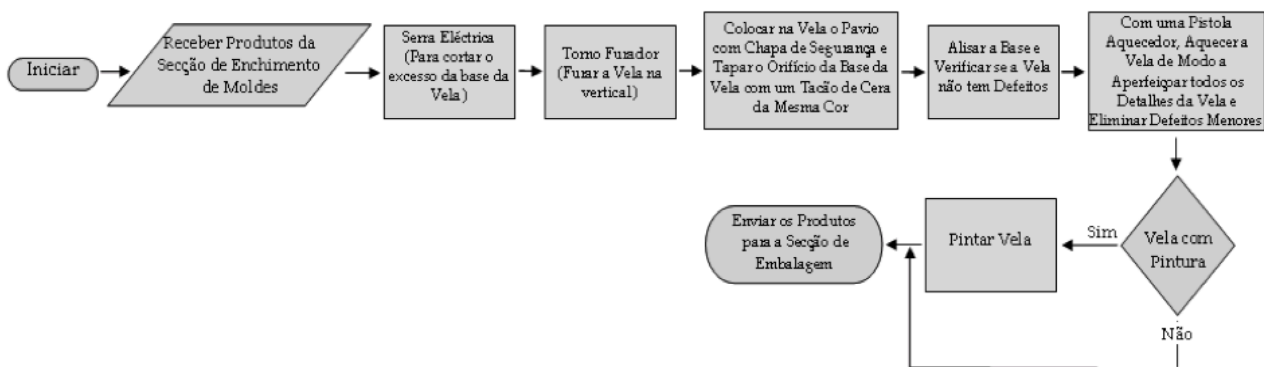 Iniciar
Receber Produtos da
Secção de Enchimento
de Moldes
Serra Eléctrica
(Para cortar o
excesso da base da
Vela)
Torno Furador
(Furar a Vela na
vertical)
Colocar na Vela o Pavio
com Chapa de Segurança e
Tapar o Orifício da Base da
Vela com um Tacão de Cera
da Mesma Cor
Alisar a Base e
Verificar se a Vela
não tem Defeitos
Com uma Pistola
Aquecedor, Aquecer a
Vela de Modo a
Aperfeiçoar todos os
Detalhes da Vela e
Eliminar Defeitos Menores
Vela com
Pintura
Sim
Pintar Vela
Enviar os Produtos
para a Secção de
Embalagem
Não